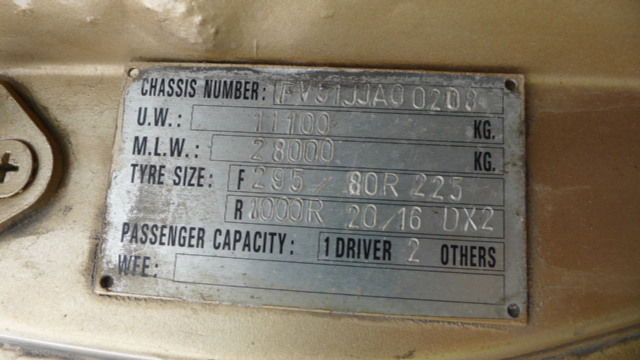 CHASSIS NUMBER: FV51JJA00208
U.W.: 11100 KG.
M.L.W.: 28000 KG.
TYRE SIZE: F 295/80R 225
R 1000R 20/16 DX2
PASSENGER CAPACITY: 1 DRIVER 2 OTHERS
WFE: